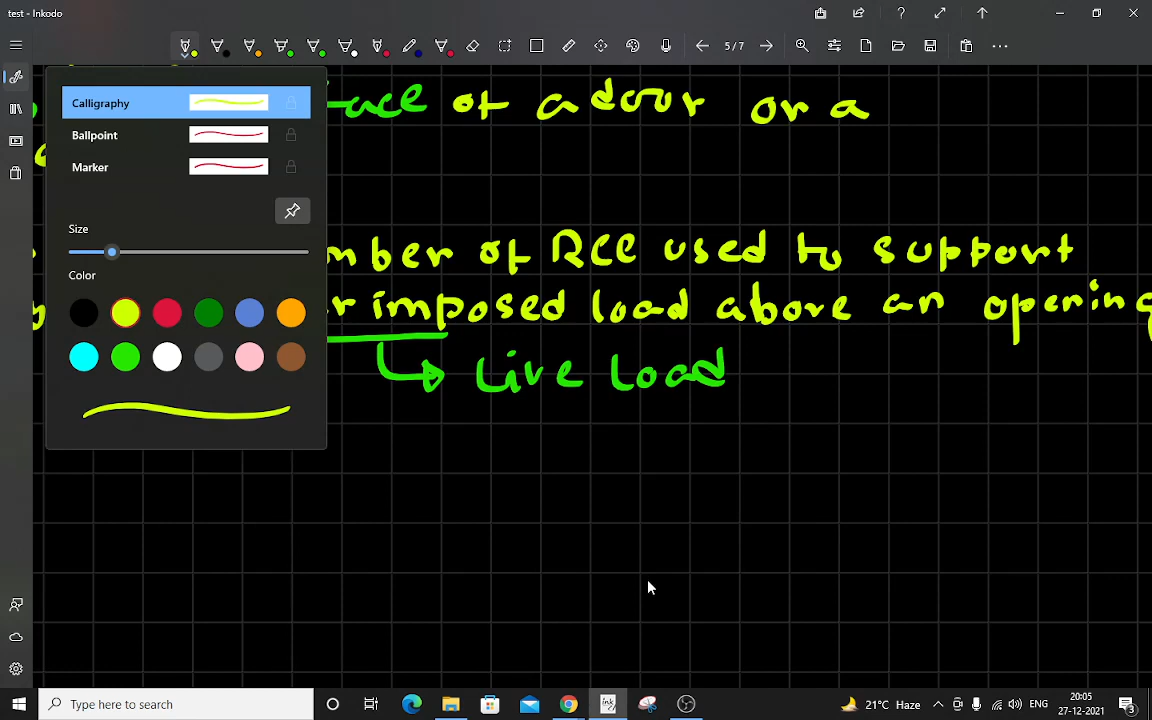 test - Inkodo
5/7
Calligraphy
Ballpoint
Marker
Size
Color
of a door or a
mber of RCC used to support
r imposed load above an opening
Live load
Type here to search
21°C Haze
ENG
20:05
27-12-2021
3